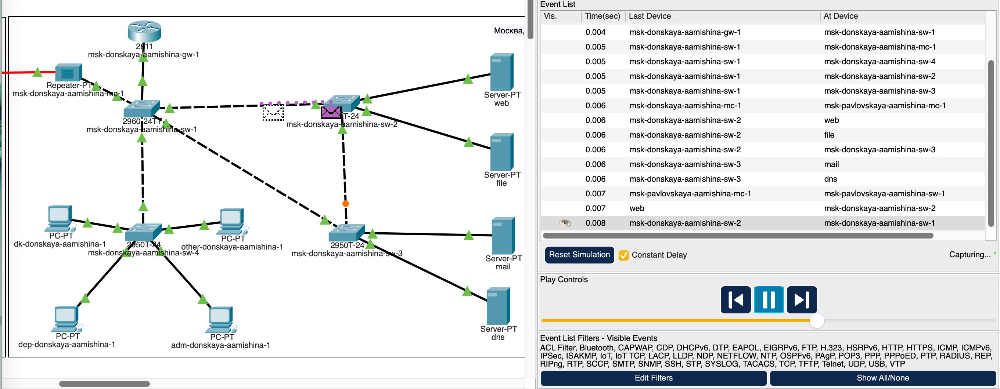 Москва,
2811
msk-donskaya-aamishina-gw-1
Repeater-PT
msk-donskaya-aamishina-mc-1
2960-24TT
msk-donskaya-aamishina-sw-1
T-24
msk-donskaya-aamishina-sw-2
Server-PT
web
Server-PT
file
PC-PT
dk-donskaya-aamishina-1
2950T-24
msk-donskaya-aamishina-sw-4
PC-PT
other-donskaya-aamishina-1
2950T-24
msk-donskaya-aamishina-sw-3
Server-PT
mail
Server-PT
dns
PC-PT
dep-donskaya-aamishina-1
PC-PT
adm-donskaya-aamishina-1
Event List
Vis. Time(sec) Last Device At Device
0.004 msk-donskaya-aamishina-gw-1 msk-donskaya-aamishina-sw-1
0.005 msk-donskaya-aamishina-sw-1 msk-donskaya-aamishina-mc-1
0.005 msk-donskaya-aamishina-sw-1 msk-donskaya-aamishina-sw-4
0.005 msk-donskaya-aamishina-sw-1 msk-donskaya-aamishina-sw-2
0.005 msk-donskaya-aamishina-sw-1 msk-donskaya-aamishina-sw-3
0.006 msk-donskaya-aamishina-mc-1 msk-pavlovskaya-aamishina-mc-1
0.006 msk-donskaya-aamishina-sw-2 web
0.006 msk-donskaya-aamishina-sw-2 file
0.006 msk-donskaya-aamishina-sw-2 msk-donskaya-aamishina-sw-3
0.006 msk-donskaya-aamishina-sw-3 mail
0.006 msk-donskaya-aamishina-sw-3 dns
0.007 msk-pavlovskaya-aamishina-mc-1 msk-pavlovskaya-aamishina-sw-1
0.007 web msk-donskaya-aamishina-sw-2
0.008 msk-donskaya-aamishina-sw-2 msk-donskaya-aamishina-sw-1
Reset Simulation Constant Delay Capturing... *
Play Controls
Event List Filters - Visible Events
ACL Filter, Bluetooth, CAPWAP, CDP, DHCPv6, DTP, EAPOL, EIGRPv6, FTP, H.323, HSRPv6, HTTP, HTTPS, ICMP, ICMPv6,
IPSec, ISAKMP, IoT, IoT TCP, LACP, LLDP, NDP, NETFLOW, NTP, OSPFv6, PAgP, POP3, PPP, PPPoED, PTP, RADIUS, REP,
RIPng, RTP, SCCP, SMTP, SNMP, SSH, STP, SYSLOG, TACACS, TCP, TFTP, Telnet, UDP, USB, VTP
Edit Filters Show All/None